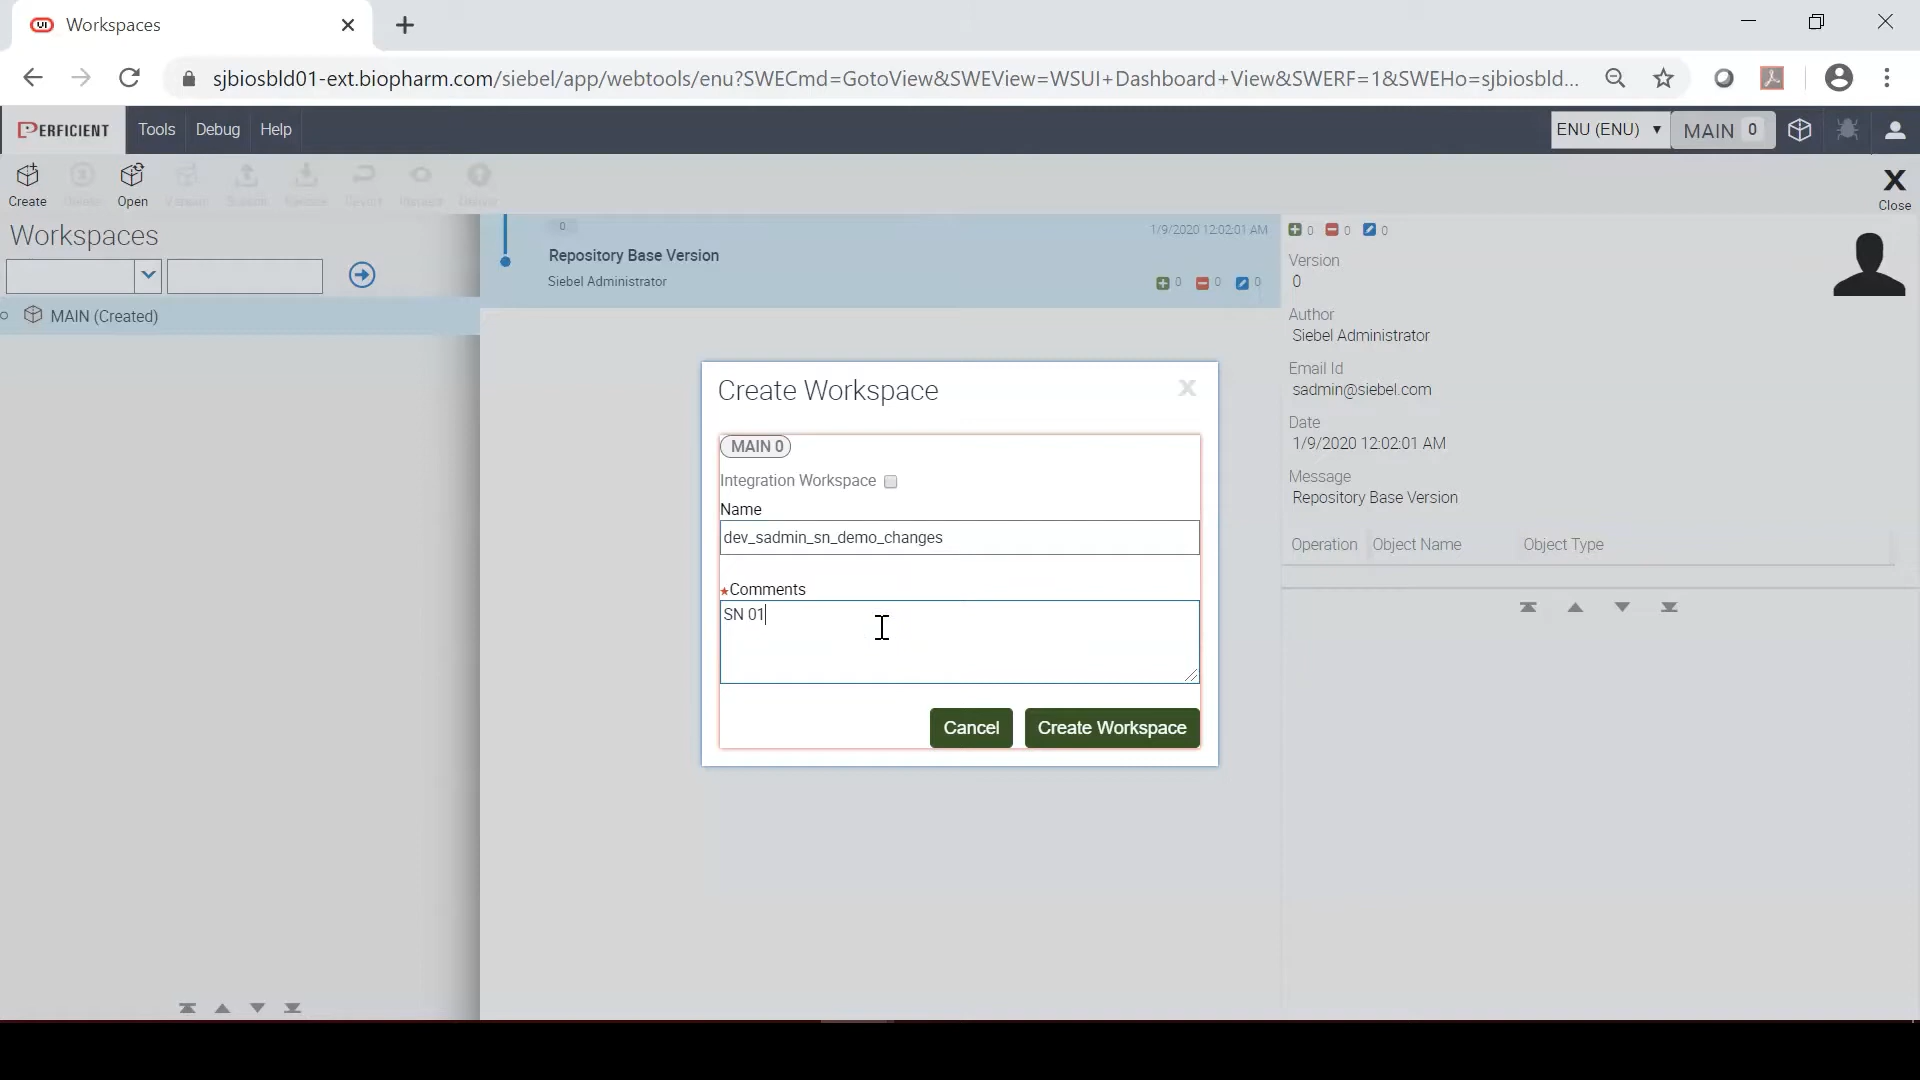 Workspaces
sjbiosbld01-ext.biopharm.com/siebel/app/webtools/enu?SWECmd=GotoView&SWEView=WSUI+Dashboard+View&SWERF=1&SWEHo=sjbiosbld...
PERFICIENT Tools Debug Help ENU (ENU) MAIN 0
Create Open Close
Workspaces
MAIN (Created)
0 1/9/2020 12:02:01 AM
Repository Base Version
Siebel Administrator 0 0 0
0 0 0
Version
0
Author
Siebel Administrator
Email Id
sadmin@siebel.com
Date
1/9/2020 12:02:01 AM
Message
Repository Base Version
Operation Object Name Object Type
Create Workspace X
MAIN 0
Integration Workspace
Name
dev_sadmin_sn_demo_changes
*Comments
SN 01
Cancel Create Workspace